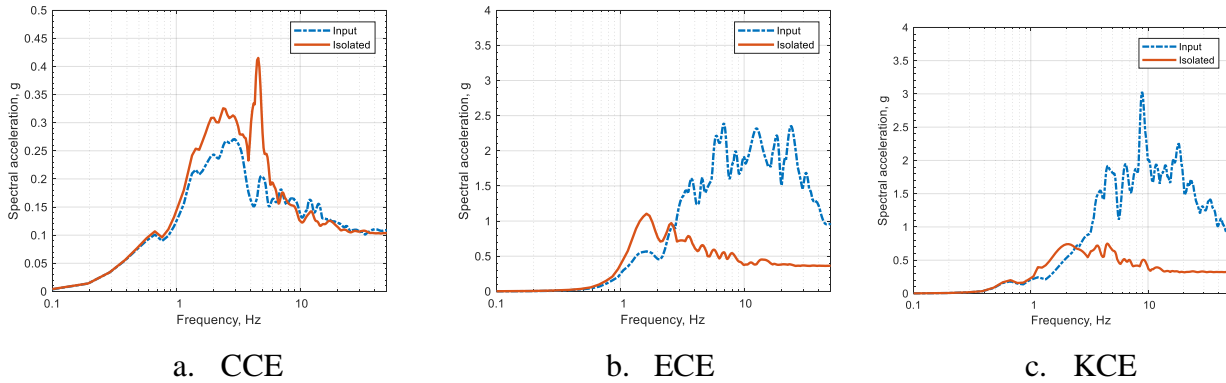 0.5
0.45
0.4
0.35
0.3
0.25
0.2
0.15
0.1
0.05
0
Spectral acceleration, g
Input
Isolated
0.1
1
10
Frequency, Hz
a. CCE
4
3.5
3
2.5
2
1.5
1
0.5
0
Spectral acceleration, g
Input
Isolated
0.1
1
10
Frequency, Hz
b. ECE
4
3.5
3
2.5
2
1.5
1
0.5
0
Spectral acceleration, g
Input
Isolated
0.1
1
10
Frequency, Hz
c. KCE